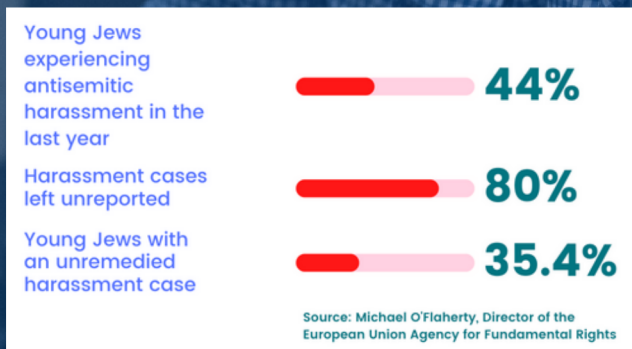 Young Jews
experiencing
antisemitic
harassment in the
last year
44%
Harassment cases
left unreported
80%
Young Jews with
an unremedied
harassment case
35.4%
Source: Michael O'Flaherty, Director of the
European Union Agency for Fundamental Rights